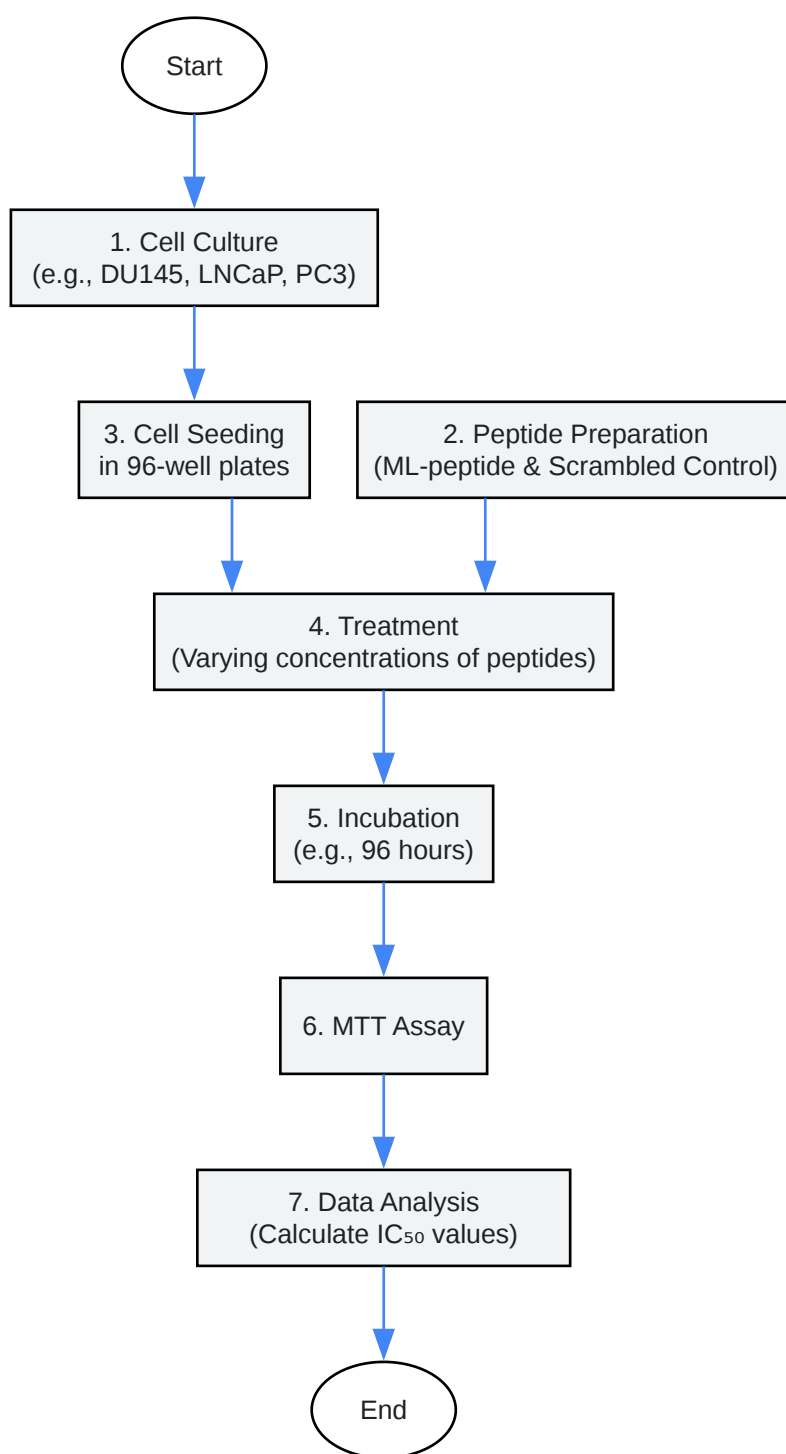 Start
1. Cell Culture
(e.g., DU145, LNCaP, PC3)
3. Cell Seeding
in 96-well plates
2. Peptide Preparation
(ML-peptide & Scrambled Control)
4. Treatment
(Varying concentrations of peptides)
5. Incubation
(e.g., 96 hours)
6. MTT Assay
7. Data Analysis
(Calculate IC₅₀ values)
End